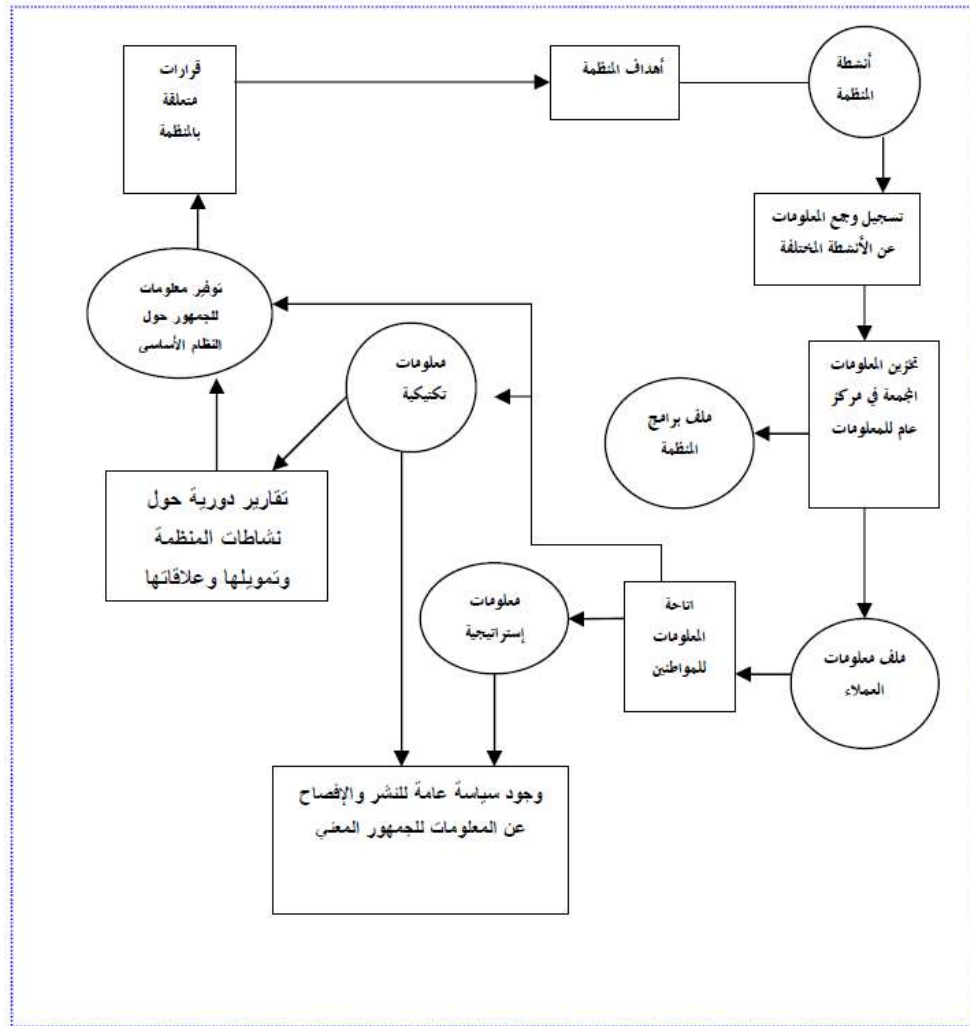 قرارات
متعلقة
بالمنظمة
أهداف المنظمة
أنشطة
المنظمة
تسجيل وجمع المعلومات
عن الأنشطة المختلفة
توفير معلومات
للجمهور حول
النظام الأساسى
معلومات
تكتيكية
تخزين المعلومات
المجمعة في مركز
عام للمعلومات
ملف برامج
المنظمة
تقارير دورية حول
نشاطات المنظمة
وتمويلها وعلاقاتها
معلومات
إستراتيجية
اتاحة
المعلومات
للمواطنين
ملف معلومات
العملاء
وجود سياسة عامة للنشر والإفصاح
عن المعلومات للجمهور المعني